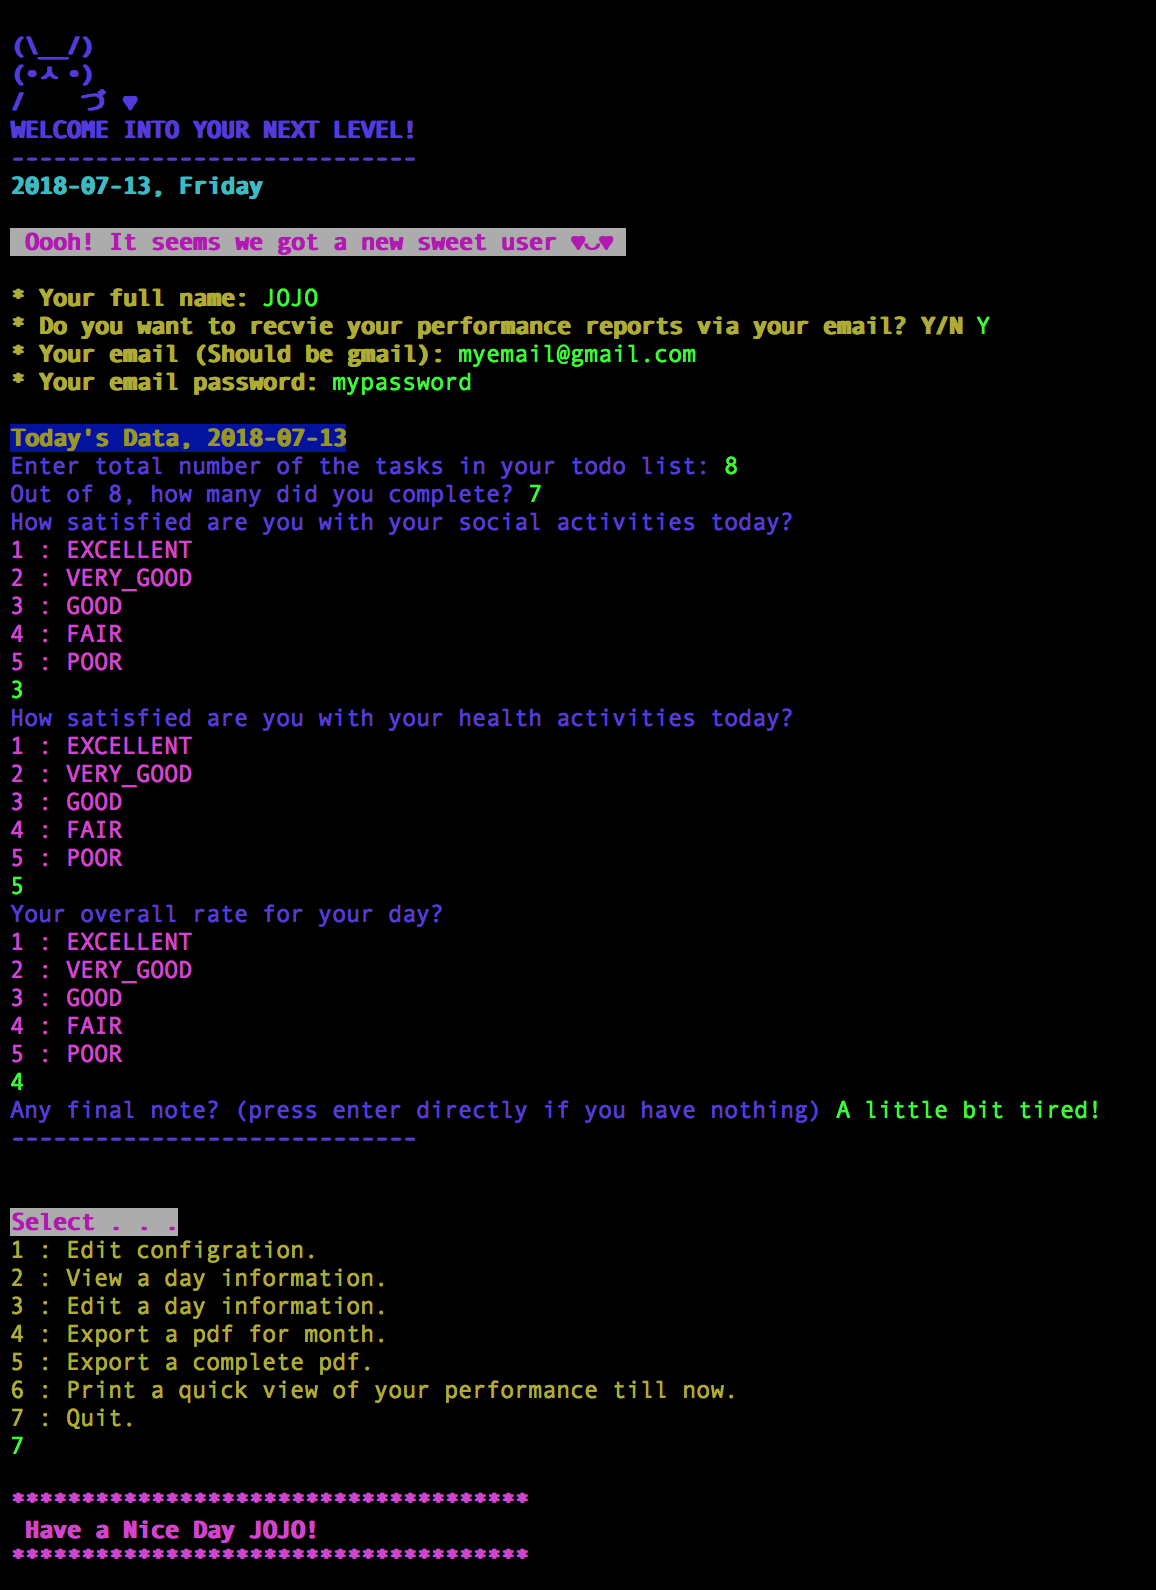 (\__/)
(•ㅅ •)
/    づ ♥
WELCOME INTO YOUR NEXT LEVEL!
-----------------------------
2018-07-13, Friday
Oooh! It seems we got a new sweet user ♥◡♥
* Your full name: JOJO
* Do you want to recvie your performance reports via your email? Y/N Y
* Your email (Should be gmail): myemail@gmail.com
* Your email password: mypassword
Today's Data, 2018-07-13
Enter total number of the tasks in your todo list: 8
Out of 8, how many did you complete? 7
How satisfied are you with your social activities today?
1 : EXCELLENT
2 : VERY_GOOD
3 : GOOD
4 : FAIR
5 : POOR
3
How satisfied are you with your health activities today?
1 : EXCELLENT
2 : VERY_GOOD
3 : GOOD
4 : FAIR
5 : POOR
5
Your overall rate for your day?
1 : EXCELLENT
2 : VERY_GOOD
3 : GOOD
4 : FAIR
5 : POOR
4
Any final note? (press enter directly if you have nothing) A little bit tired!
-----------------------------
Select . . .
1 : Edit configration.
2 : View a day information.
3 : Edit a day information.
4 : Export a pdf for month.
5 : Export a complete pdf.
6 : Print a quick view of your performance till now.
7 : Quit.
7
*************************************
Have a Nice Day JOJO!
*************************************